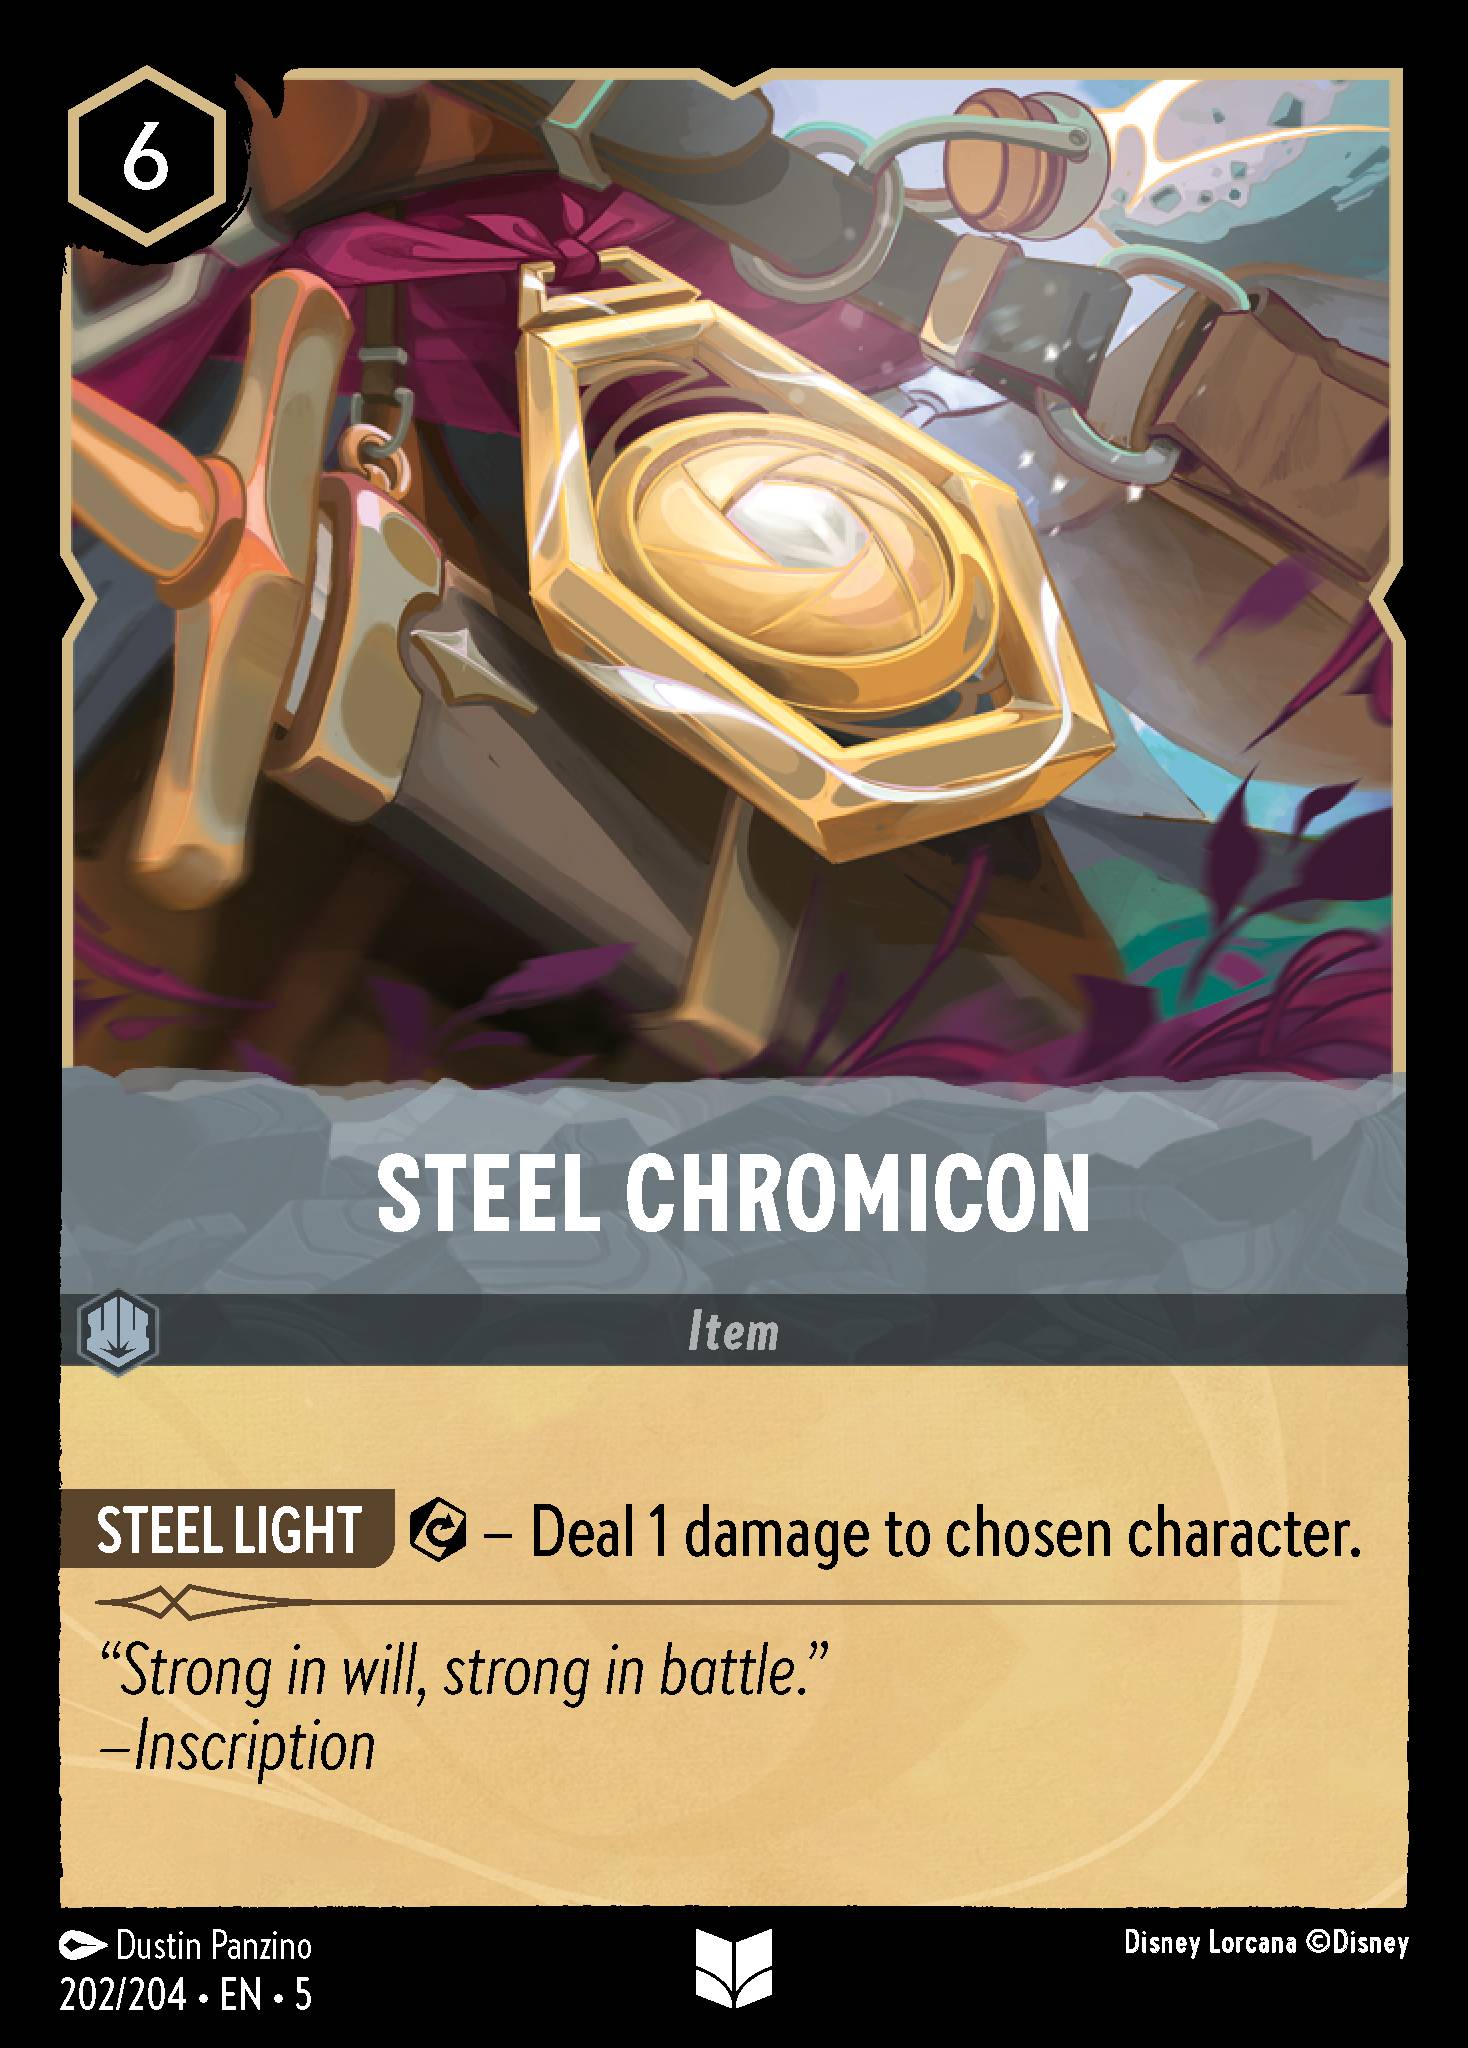 6
STEEL CHROMICON
Item
STEEL LIGHT – Deal 1 damage to chosen character.
“Strong in will, strong in battle.”
–Inscription
Dustin Panzino
202/204 • EN • 5
Disney Lorcana ©Disney